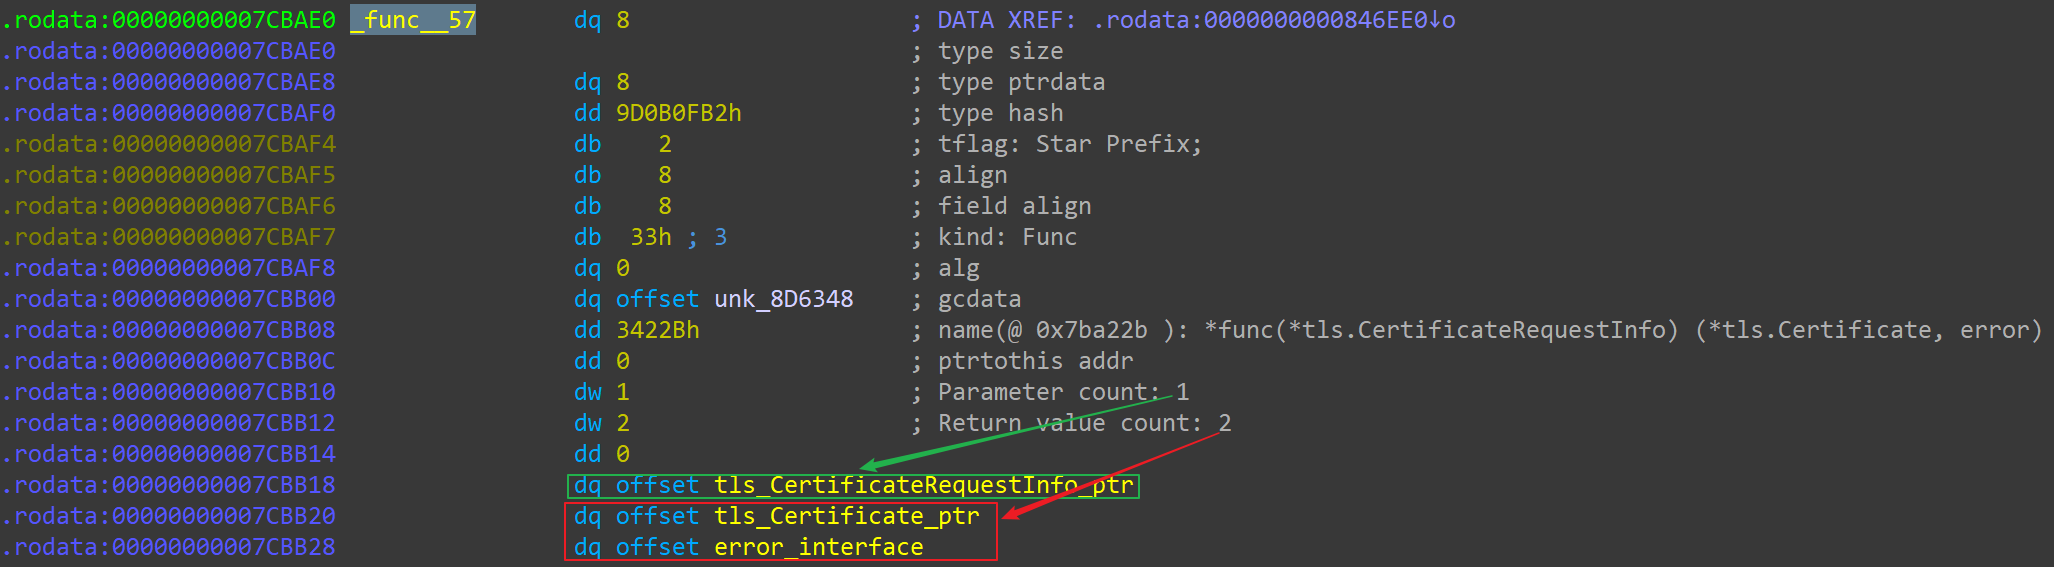 .rodata:00000000007CBAE0 _func__57 dq 8 ; DATA XREF: .rodata:0000000000846EE0↓o
.rodata:00000000007CBAE0 ; type size
.rodata:00000000007CBAE8 dq 8 ; type ptrdata
.rodata:00000000007CBAF0 dd 9D0B0FB2h ; type hash
.rodata:00000000007CBAF4 db 2 ; tflag: Star Prefix;
.rodata:00000000007CBAF5 db 8 ; align
.rodata:00000000007CBAF6 db 8 ; field align
.rodata:00000000007CBAF7 db 33h ; 3 ; kind: Func
.rodata:00000000007CBAF8 dq 0 ; alg
.rodata:00000000007CBB00 dq offset unk_8D6348 ; gcdata
.rodata:00000000007CBB08 dd 3422Bh ; name(@ 0x7ba22b ): *func(*tls.CertificateRequestInfo) (*tls.Certificate, error)
.rodata:00000000007CBB0C dd 0 ; ptrtothis addr
.rodata:00000000007CBB10 dw 1 ; Parameter count: 1
.rodata:00000000007CBB12 dw 2 ; Return value count: 2
.rodata:00000000007CBB14 dd 0
.rodata:00000000007CBB18 dq offset tls_CertificateRequestInfo_ptr
.rodata:00000000007CBB20 dq offset tls_Certificate_ptr
.rodata:00000000007CBB28 dq offset error_interface